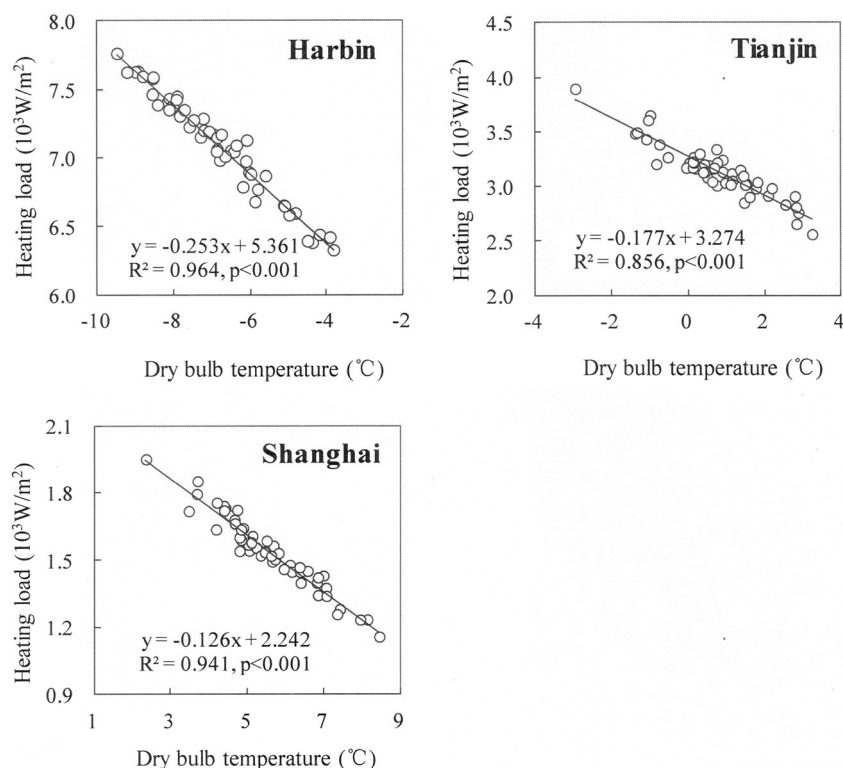 Harbin
Heating load (10³W/m²)
8.0
7.5
7.0
6.5
6.0
y = -0.253x + 5.361
R² = 0.964, p<0.001
-10
-8
-6
-4
-2
Dry bulb temperature (℃)
Tianjin
Heating load (10³W/m²)
4.5
4.0
3.5
3.0
2.5
2.0
y = -0.177x + 3.274
R² = 0.856, p<0.001
-4
-2
0
2
4
Dry bulb temperature (℃)
Shanghai
Heating load (10³W/m²)
2.1
1.8
1.5
1.2
0.9
y = -0.126x + 2.242
R² = 0.941, p<0.001
1
3
5
7
9
Dry bulb temperature (℃)